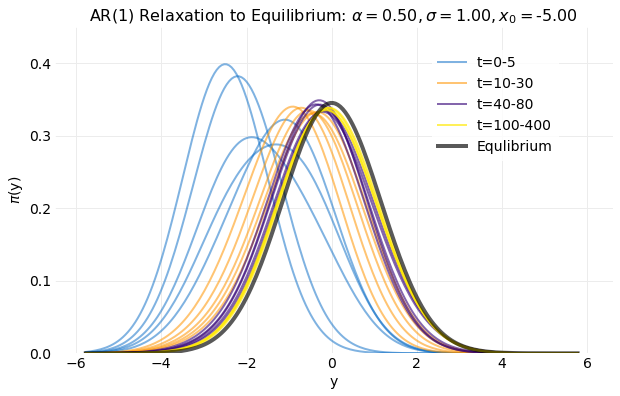 AR(1) Relaxation to Equilibrium: α = 0.50, σ = 1.00, x₀ = -5.00
π(y)
0.4
0.3
0.2
0.1
0.0
t=0-5
t=10-30
t=40-80
t=100-400
Equlibrium
−6 −4 −2 0 2 4 6
y